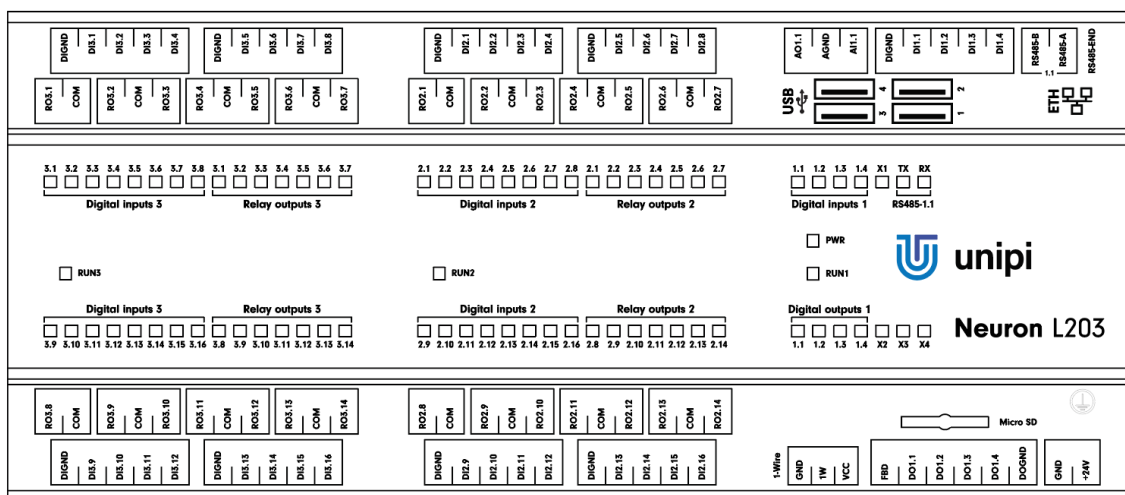 DIGND DI3.1 DI3.2 DI3.3 DI3.4 DIGND DI3.5 DI3.6 DI3.7 DI3.8 DIGND DI2.1 DI2.2 DI2.3 DI2.4 DIGND DI2.5 DI2.6 DI2.7 DI2.8 AO1.1 AGND AI1.1 DIGND DI1.1 DI1.2 DI1.3 DI1.4 RS485-B RS485-A RS485-END
1.1
RO3.1 COM RO3.2 COM RO3.3 RO3.4 COM RO3.5 RO3.6 COM RO3.7 RO2.1 COM RO2.2 COM RO2.3 RO2.4 COM RO2.5 RO2.6 COM RO2.7 USB 4 3 2 1 ETH
3.1 3.2 3.3 3.4 3.5 3.6 3.7 3.8 3.1 3.2 3.3 3.4 3.5 3.6 3.7 2.1 2.2 2.3 2.4 2.5 2.6 2.7 2.8 2.1 2.2 2.3 2.4 2.5 2.6 2.7 1.1 1.2 1.3 1.4 X1 TX RX
Digital inputs 3 Relay outputs 3 Digital inputs 2 Relay outputs 2 Digital inputs 1 RS485-1.1
PWR
unipi
RUN3 RUN2 RUN1
Digital inputs 3 Relay outputs 3 Digital inputs 2 Relay outputs 2 Digital outputs 1
Neuron L203
3.9 3.10 3.11 3.12 3.13 3.14 3.15 3.16 3.8 3.9 3.10 3.11 3.12 3.13 3.14 2.9 2.10 2.11 2.12 2.13 2.14 2.15 2.16 2.8 2.9 2.10 2.11 2.12 2.13 2.14 1.1 1.2 1.3 1.4 X2 X3 X4
RO3.8 COM RO3.9 COM RO3.10 RO3.11 COM RO3.12 RO3.13 COM RO3.14 RO2.8 COM RO2.9 COM RO2.10 RO2.11 COM RO2.12 RO2.13 COM RO2.14
Micro SD
DIGND DI3.9 DI3.10 DI3.11 DI3.12 DIGND DI3.13 DI3.14 DI3.15 DI3.16 DIGND DI2.9 DI2.10 DI2.11 DI2.12 DIGND DI2.13 DI2.14 DI2.15 DI2.16 1-Wire GND 1W VCC FBD DO1.1 DO1.2 DO1.3 DO1.4 DOGND GND +24V